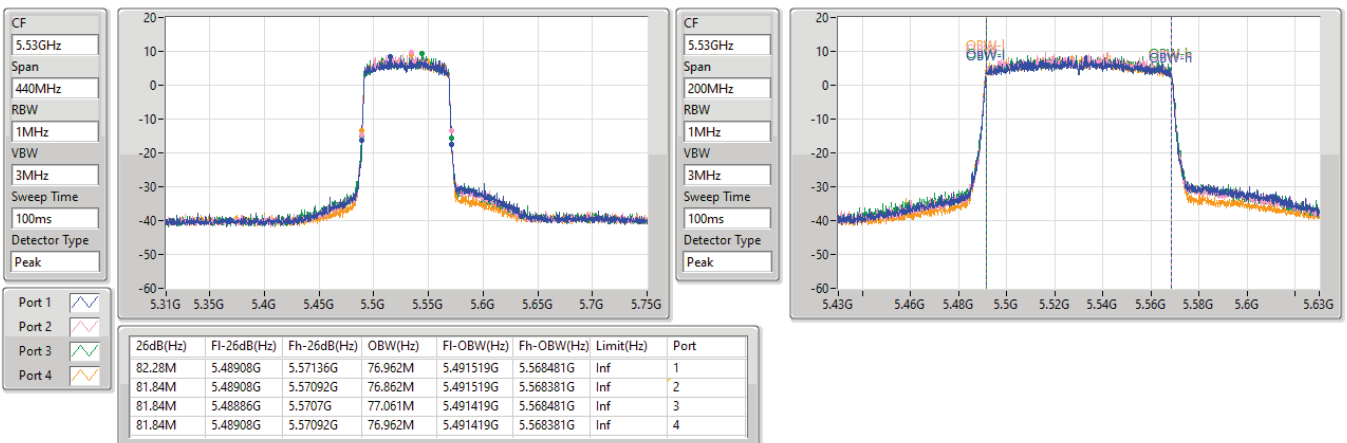 CF
5.53GHz
Span
440MHz
RBW
1MHz
VBW
3MHz
Sweep Time
100ms
Detector Type
Peak
20-
10-
0-
-10-
-20-
-30-
-40-
-50-
-60-
5.31G 5.35G 5.4G 5.45G 5.5G 5.55G 5.6G 5.65G 5.7G 5.75G
CF
5.53GHz
Span
200MHz
RBW
1MHz
VBW
3MHz
Sweep Time
100ms
Detector Type
Peak
20-
10-
0-
-10-
-20-
-30-
-40-
-50-
-60-
OBW-l
OBW-h
5.43G 5.46G 5.48G 5.5G 5.52G 5.54G 5.56G 5.58G 5.6G 5.63G
Port 1
Port 2
Port 3
Port 4
26dB(Hz) Fl-26dB(Hz) Fh-26dB(Hz) OBW(Hz) Fl-OBW(Hz) Fh-OBW(Hz) Limit(Hz) Port
82.28M 5.48908G 5.57136G 76.962M 5.491519G 5.568481G Inf 1
81.84M 5.48908G 5.57092G 76.862M 5.491519G 5.568381G Inf 2
81.84M 5.48886G 5.5707G 77.061M 5.491419G 5.568481G Inf 3
81.84M 5.48908G 5.57092G 76.962M 5.491419G 5.568381G Inf 4